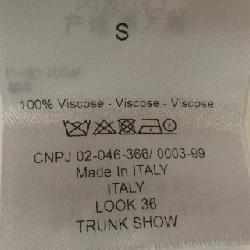 S
100% Viscose - Viscose - Viscose
CNPJ 02-046-366/ 0003-99
Made In ITALY
ITALY
LOOK 36
TRUNK SHOW